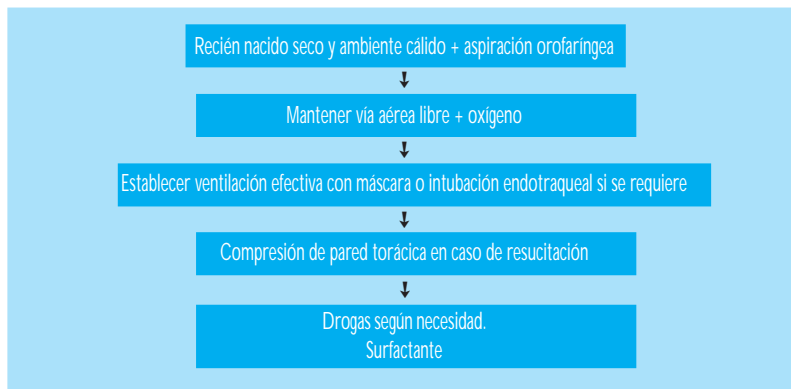 Recién nacido seco y ambiente cálido + aspiración orofaríngea
Mantener vía aérea libre + oxígeno
Establecer ventilación efectiva con máscara o intubación endotraqueal si se requiere
Compresión de pared torácica en caso de resucitación
Drogas según necesidad.
Surfactante